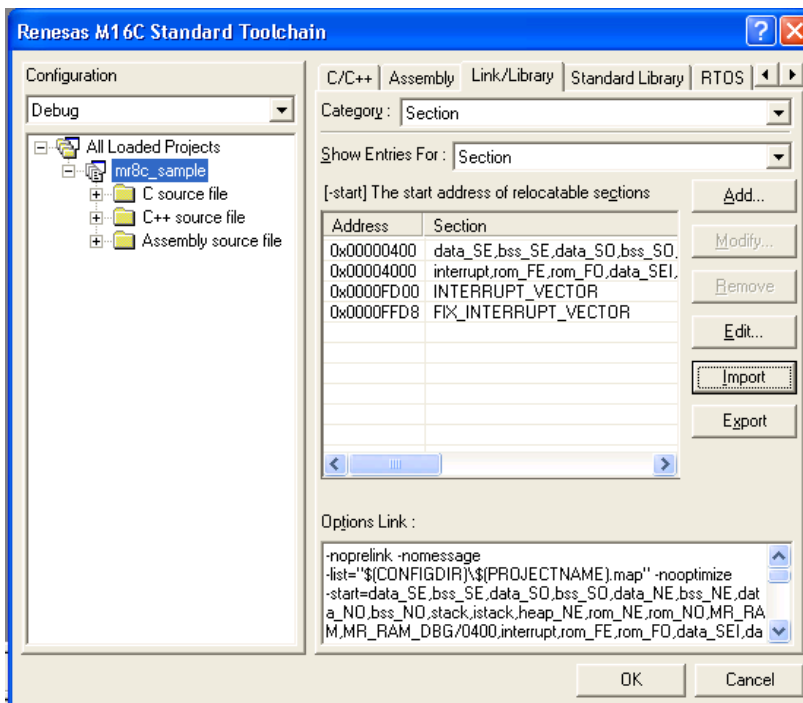 Renesas M16C Standard Toolchain
Configuration
Debug
All Loaded Projects
mr8c_sample
C source file
C++ source file
Assembly source file
C/C++ Assembly Link/Library Standard Library RTOS
Category : Section
Show Entries For : Section
[-start] The start address of relocatable sections
Address Section
0x00000400 data_SE,bss_SE,data_SO,bss_SO,
0x00004000 interrupt,rom_FE,rom_FO,data_SEI,
0x0000FD00 INTERRUPT_VECTOR
0x0000FFD8 FIX_INTERRUPT_VECTOR
Add...
Modify...
Remove
Edit...
Import
Export
Options Link :
-noprelink -nomessage
-list="$(CONFIGDIR)\$(PROJECTNAME).map" -nooptimize
-start=data_SE,bss_SE,data_SO,bss_SO,data_NE,bss_NE,dat
a_NO,bss_NO,stack,istack,heap_NE,rom_NE,rom_NO,MR_RA
M,MR_RAM_DBG/0400,interrupt,rom_FE,rom_FO,data_SEI,da
OK Cancel